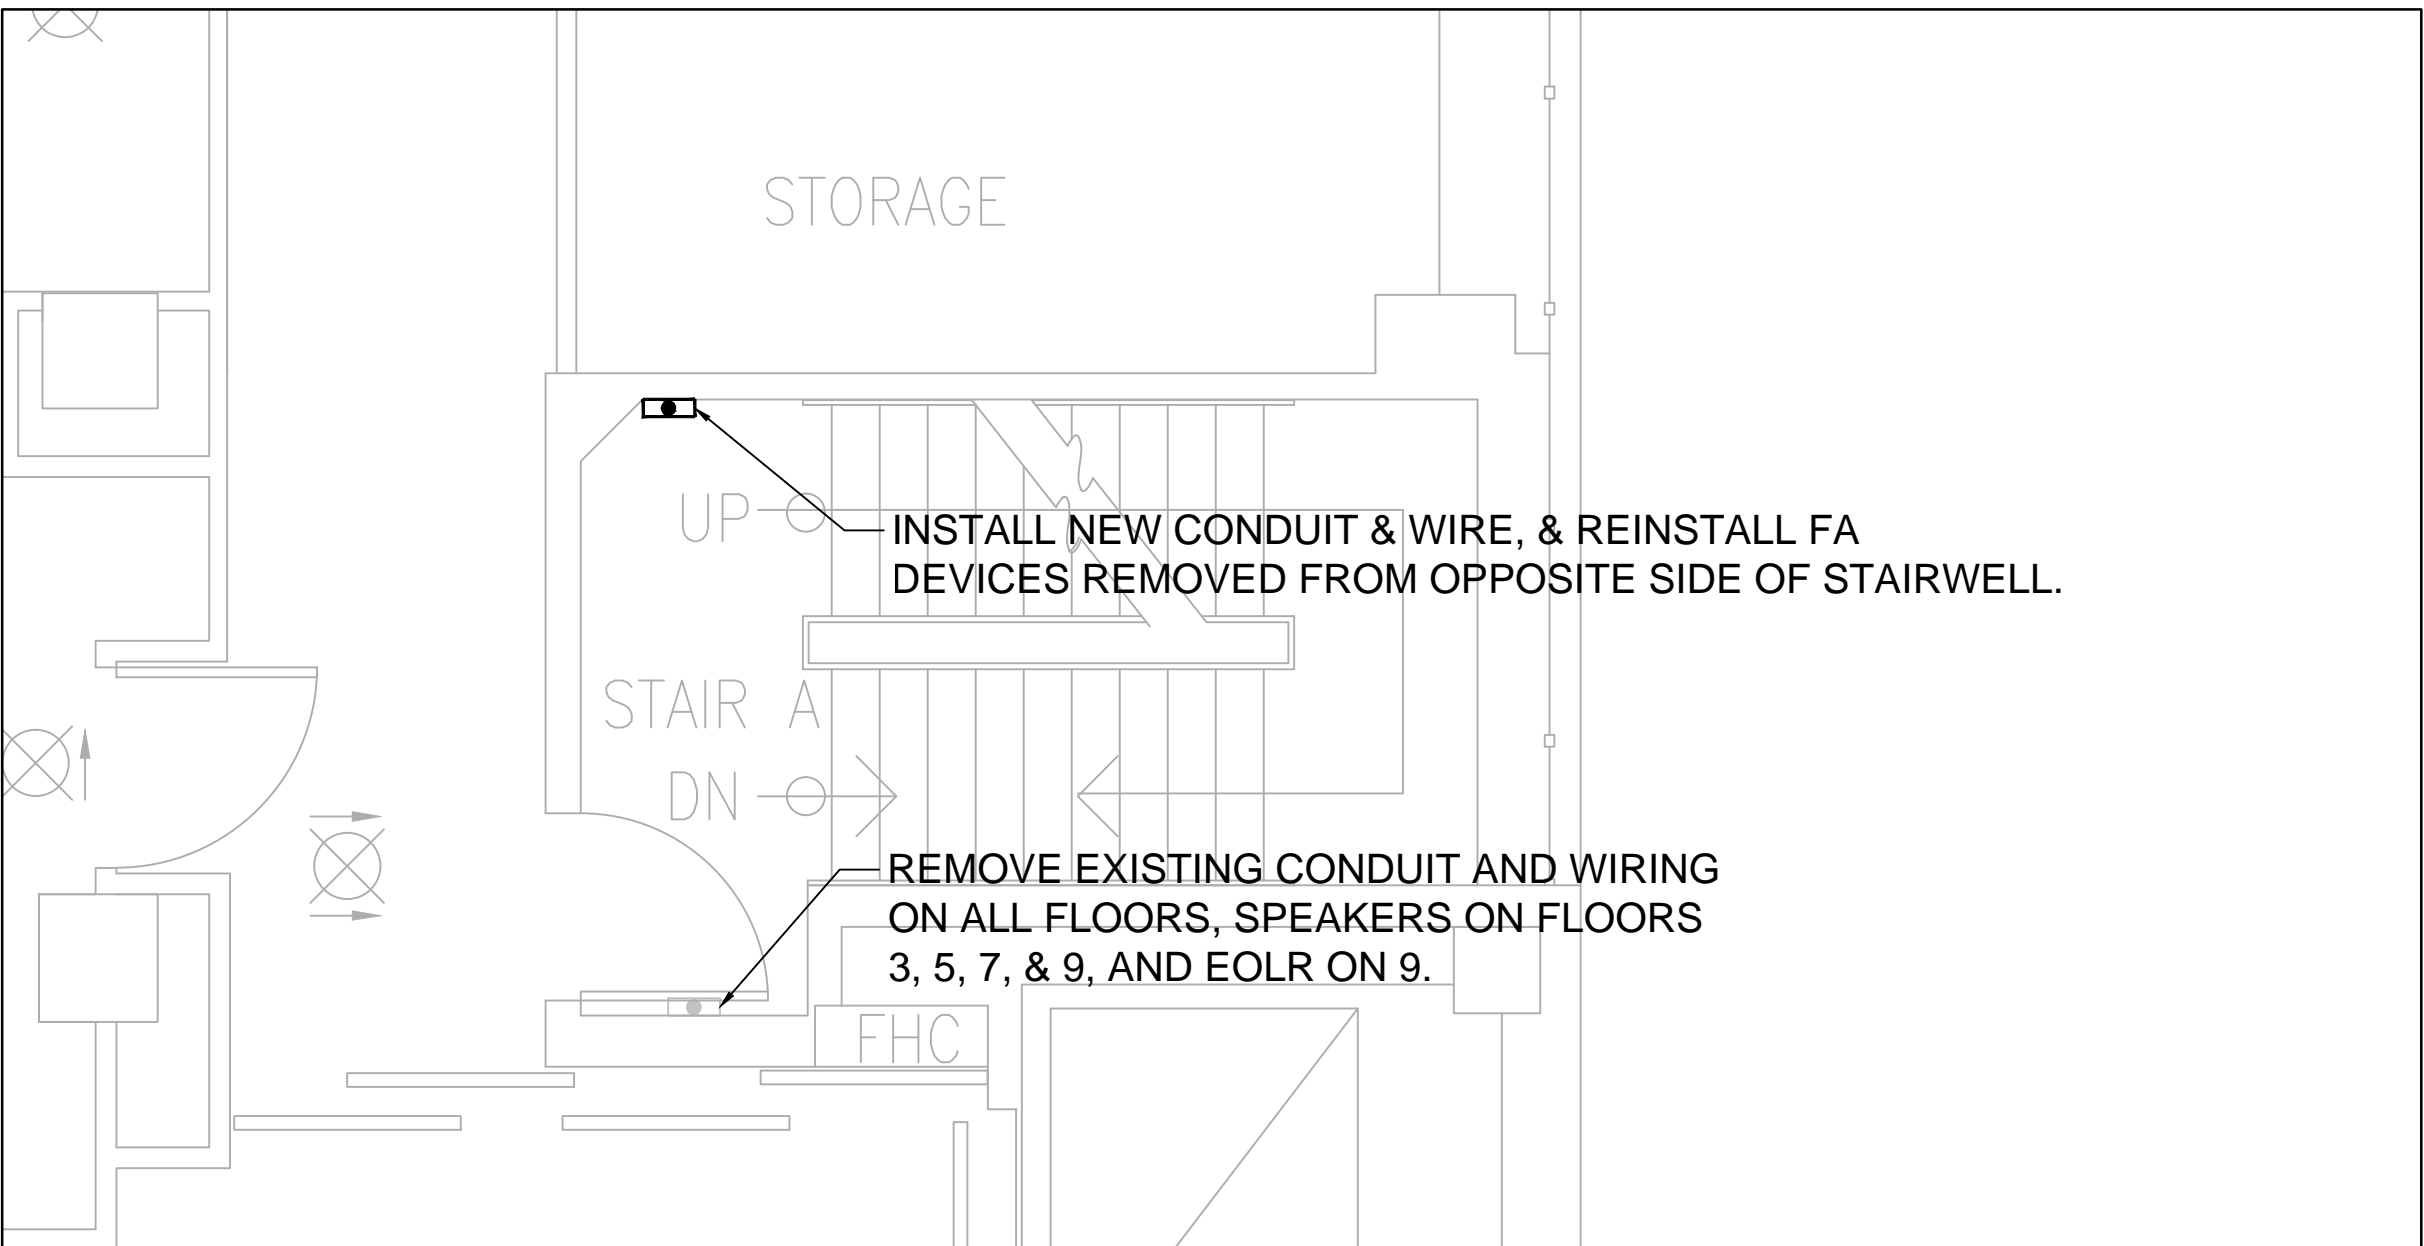 STORAGE
UP
INSTALL NEW CONDUIT & WIRE, & REINSTALL FA
DEVICES REMOVED FROM OPPOSITE SIDE OF STAIRWELL.
STAIR A
DN
REMOVE EXISTING CONDUIT AND WIRING
ON ALL FLOORS, SPEAKERS ON FLOORS
3, 5, 7, & 9, AND EOLR ON 9.
FHC